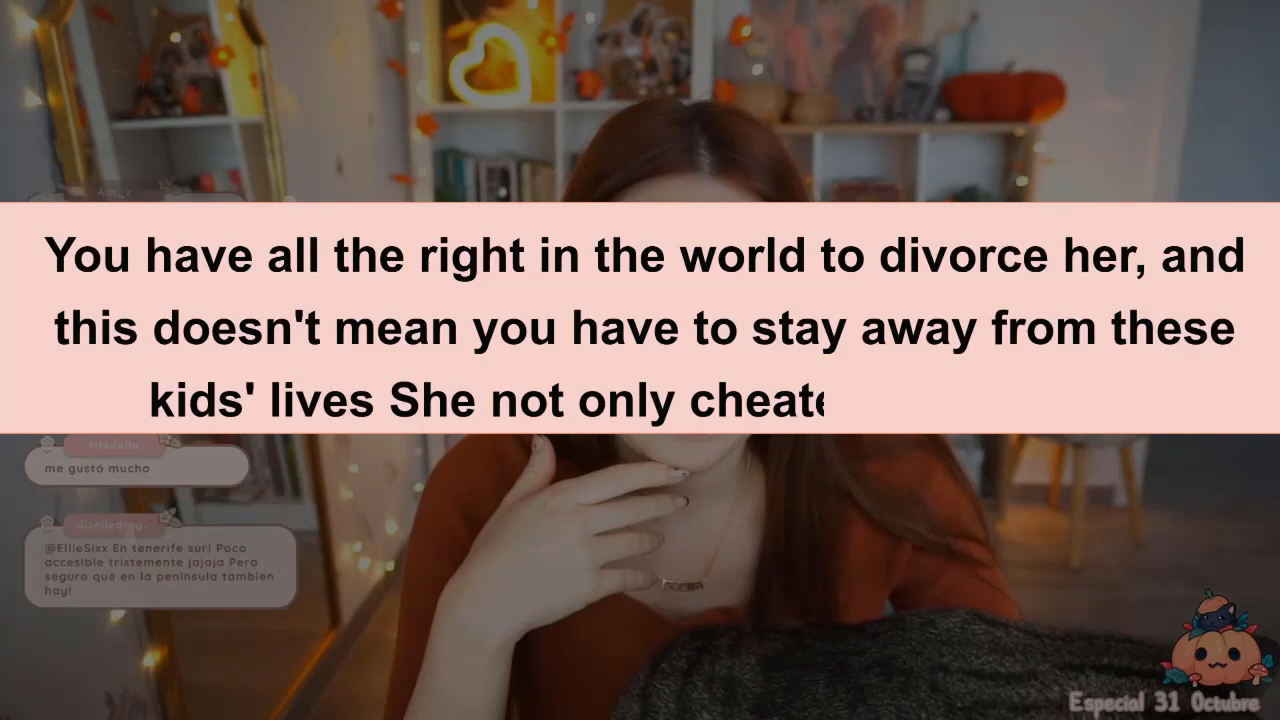 You have all the right in the world to divorce her, and
this doesn't mean you have to stay away from these
kids' lives She not only cheate
me gustó mucho
@EllieSixx En tenerife sur! Poco
accesible tristemente jajaja Pero
seguro que en la peninsula tambien
hay!
Especial 31 Octubre